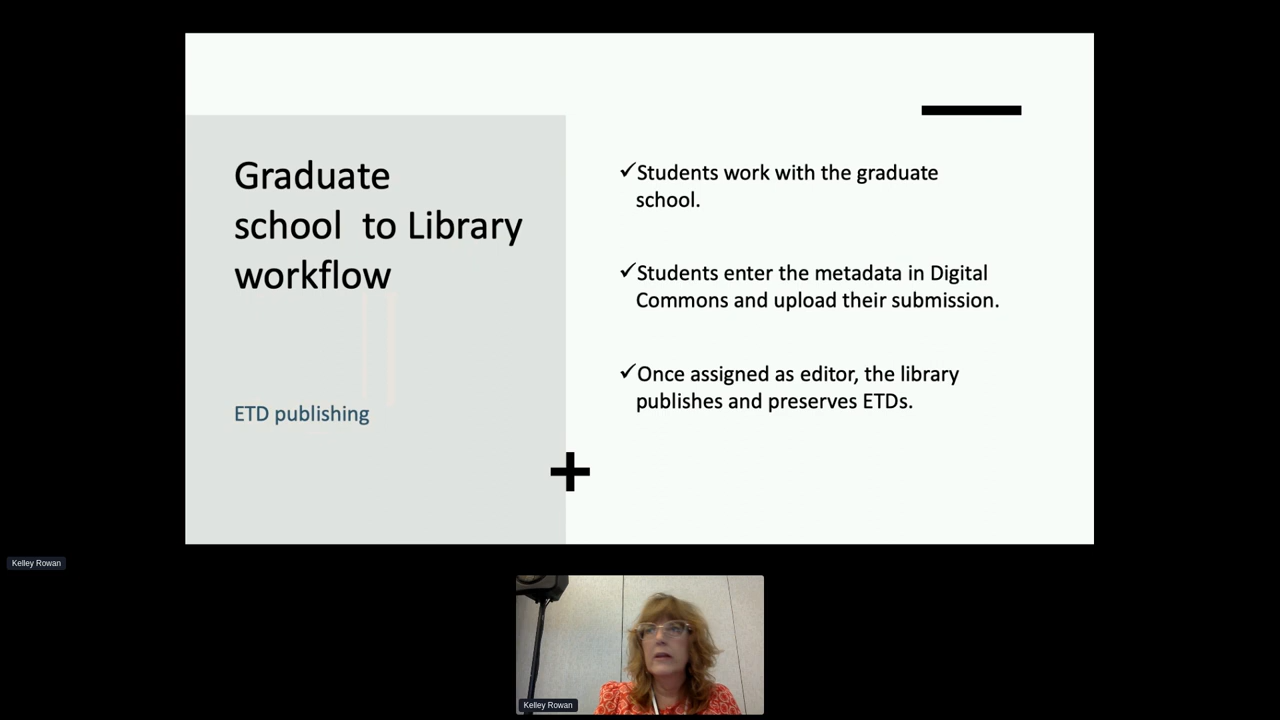 Graduate
school  to Library
workflow
ETD publishing
✓Students work with the graduate
school.
✓Students enter the metadata in Digital
Commons and upload their submission.
✓Once assigned as editor, the library
publishes and preserves ETDs.
Kelley Rowan
Kelley Rowan